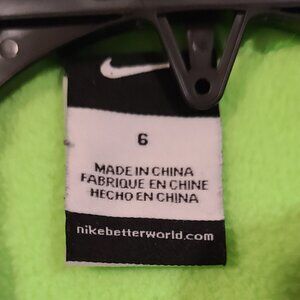 6
MADE IN CHINA
FABRIQUE EN CHINE
HECHO EN CHINA
nikebetterworld.com